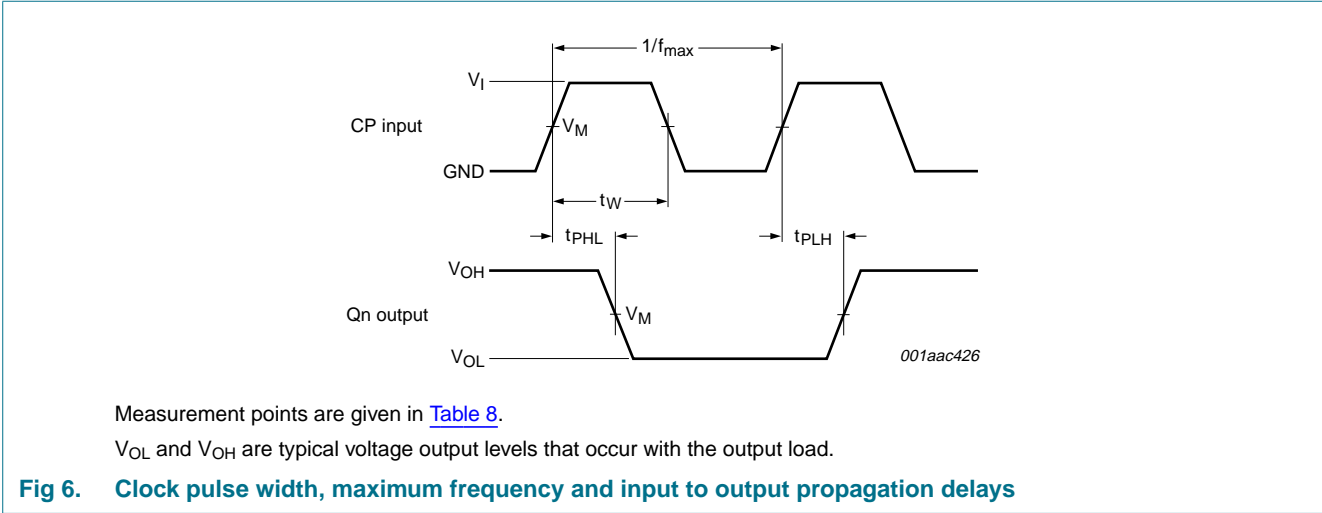 1/fmax
VI
CP input
VM
GND
tW
tPHL
tPLH
VOH
Qn output
VM
VOL
001aac426
Measurement points are given in Table 8.
VOL and VOH are typical voltage output levels that occur with the output load.
Fig 6. Clock pulse width, maximum frequency and input to output propagation delays